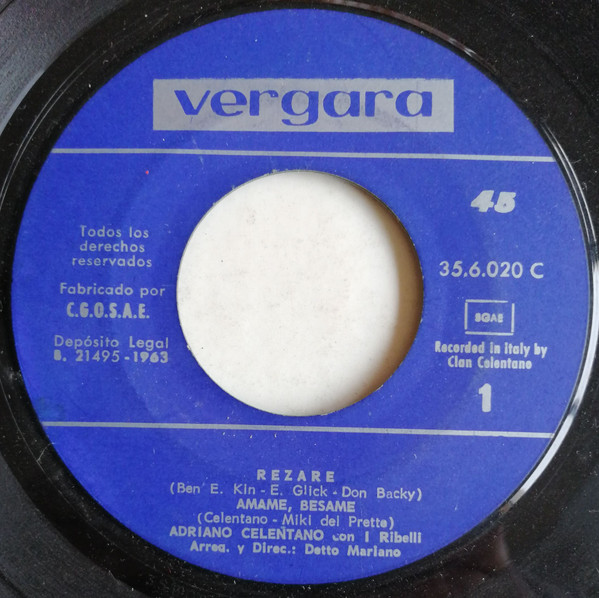 vergara
45
Todos los
derechos
reservados
Fabricado por
C.G.O.S.A.E.
Depósito Legal
B. 21495 - 1963
35.6.020 C
SGAE
Recorded in italy by
Clan Celentano
1
REZARE
(Ben E. Kin - E. Glick - Don Backy)
AMAME, BESAME
(Celentano - Miki del Prette)
ADRIANO CELENTANO con I Ribelli
Arreg. y Direc.: Detto Mariano